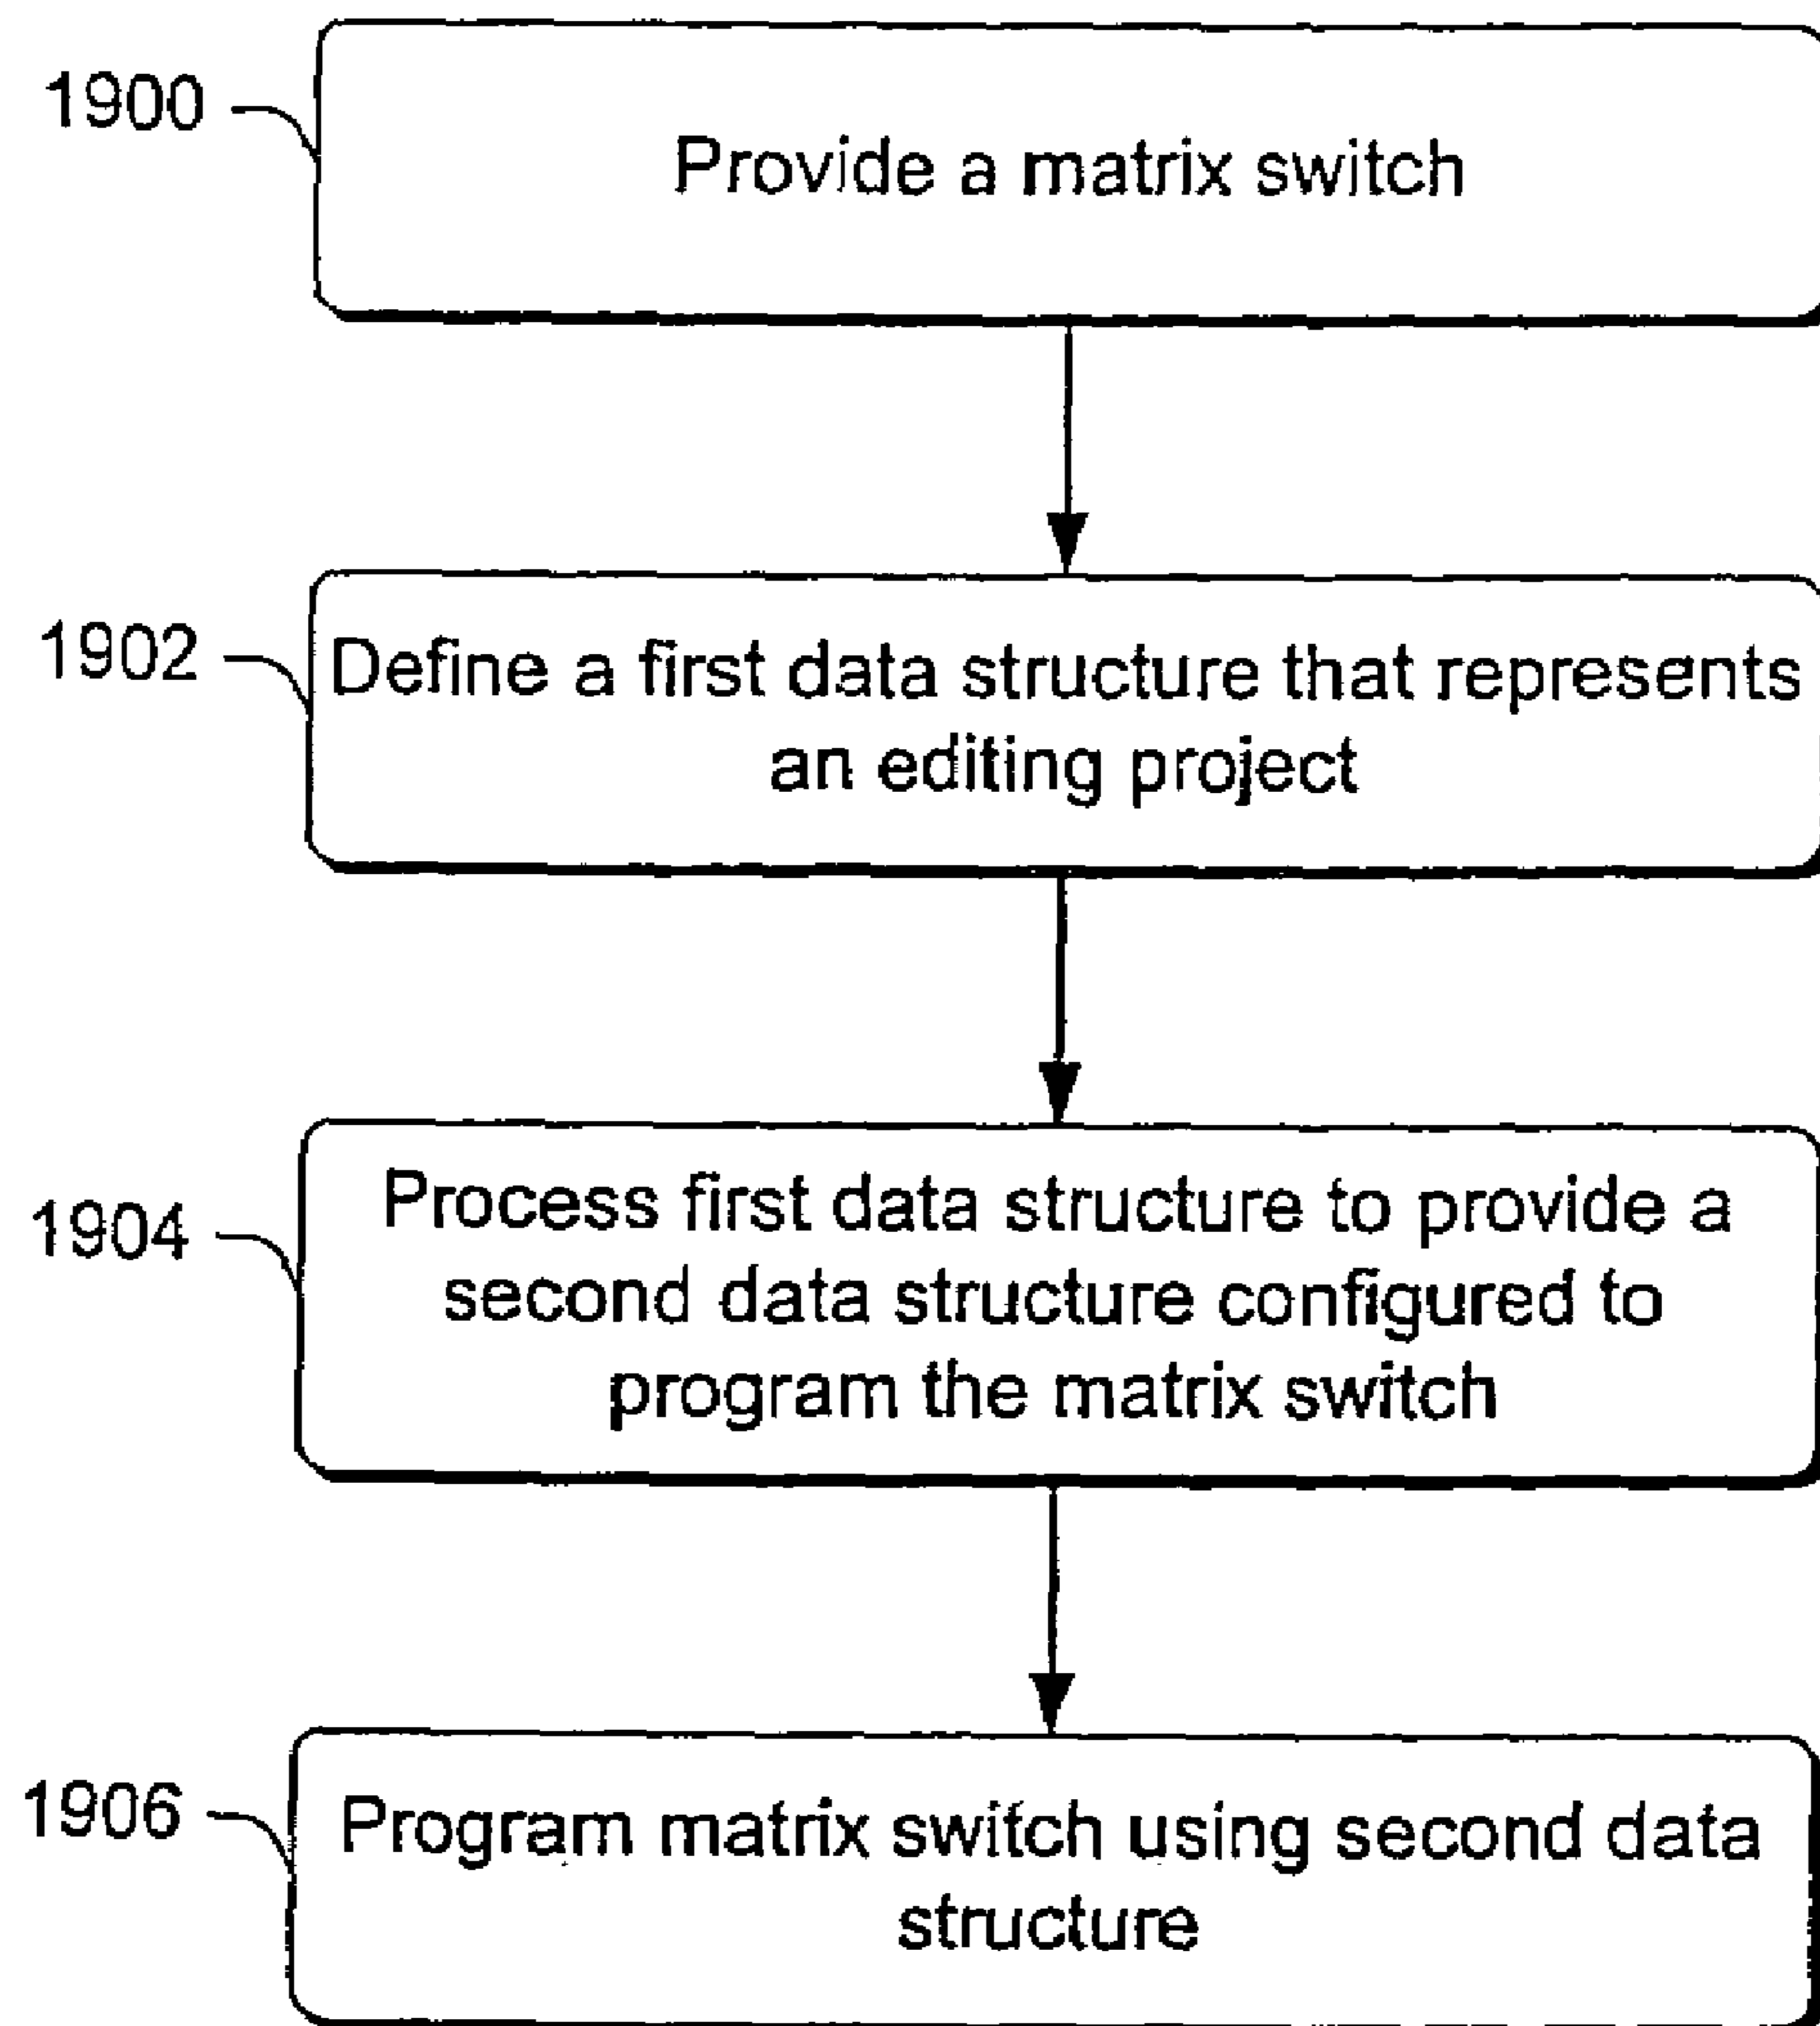 1900
Provide a matrix switch
1902
Define a first data structure that represents
an editing project
1904
Process first data structure to provide a
second data structure configured to
program the matrix switch
1906
Program matrix switch using second data
structure